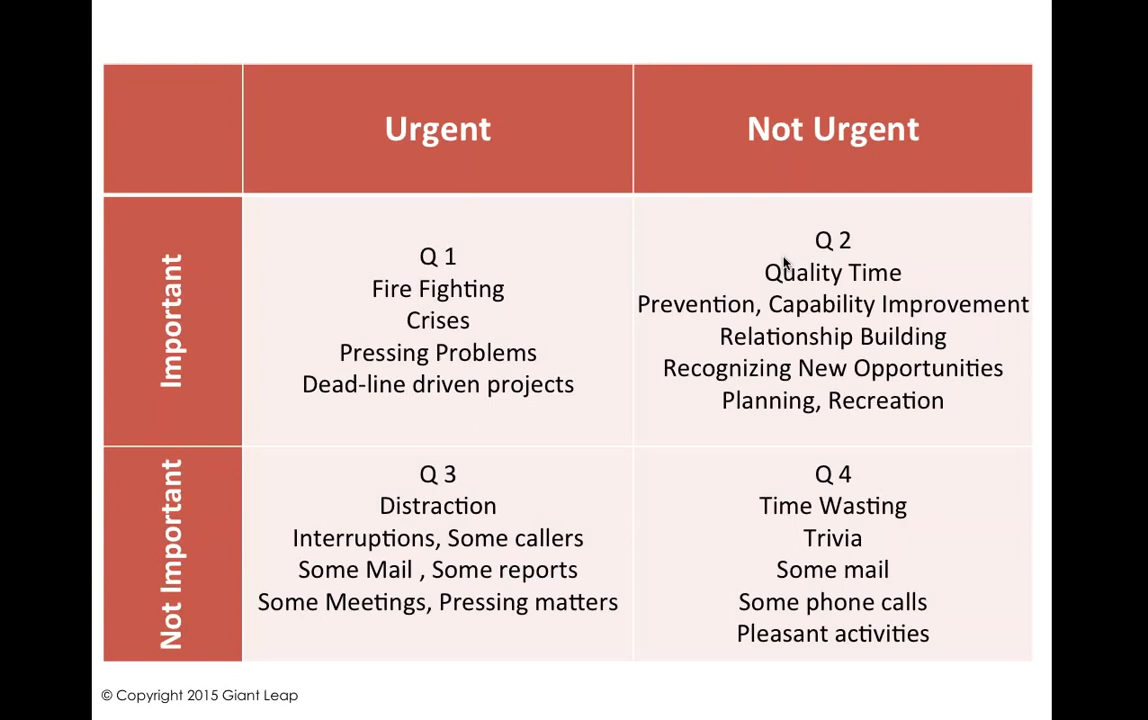 Urgent
Not Urgent
Important
Q 1
Fire Fighting
Crises
Pressing Problems
Dead-line driven projects
Q 2
Quality Time
Prevention, Capability Improvement
Relationship Building
Recognizing New Opportunities
Planning, Recreation
Not Important
Q 3
Distraction
Interruptions, Some callers
Some Mail , Some reports
Some Meetings, Pressing matters
Q 4
Time Wasting
Trivia
Some mail
Some phone calls
Pleasant activities
© Copyright 2015 Giant Leap